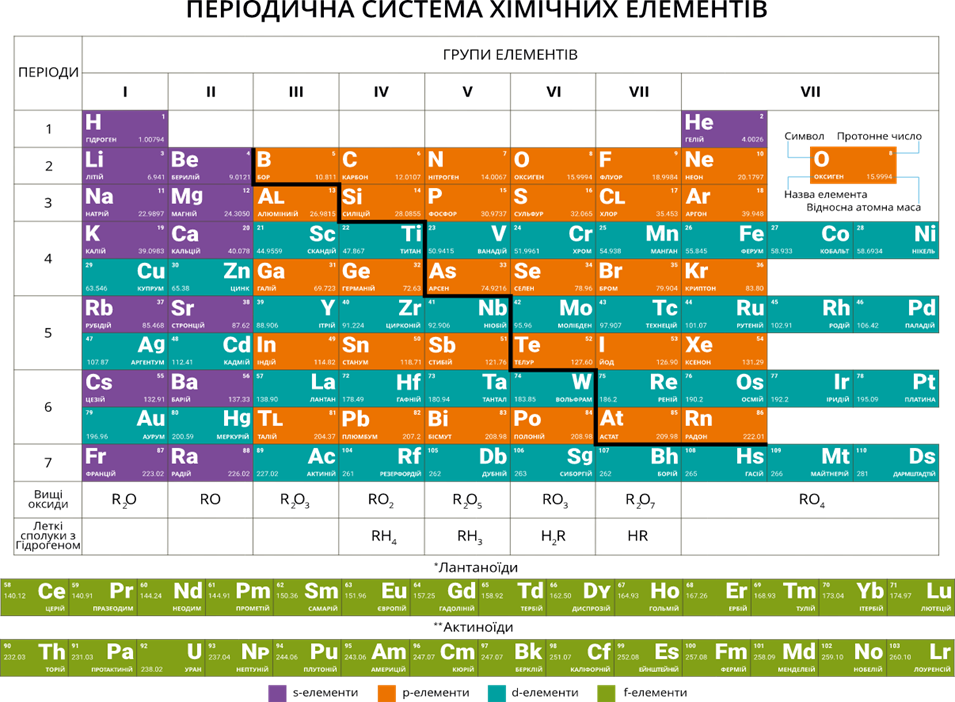 ПЕРІОДИЧНА СИСТЕМА ХІМІЧНИХ ЕЛЕМЕНТІВ
ПЕРІОДИ
ГРУПИ ЕЛЕМЕНТІВ
I II III IV V VI VII VII
1
H 1 ГІДРОГЕН 1.00794
He 2 ГЕЛІЙ 4.0026
Символ Протонне число
O 8 ОКСИГЕН 15.9994
Назва елемента
Відносна атомна маса
2
Li 3 ЛІТІЙ 6.941
Be 4 БЕРИЛІЙ 9.0121
B 5 БОР 10.811
C 6 КАРБОН 12.0107
N 7 НІТРОГЕН 14.0067
O 8 ОКСИГЕН 15.9994
F 9 ФЛУОР 18.9984
Ne 10 НЕОН 20.1797
3
Na 11 НАТРІЙ 22.9897
Mg 12 МАГНІЙ 24.3050
AL 13 АЛЮМІНІЙ 26.9815
Si 14 СИЛІЦІЙ 28.0855
P 15 ФОСФОР 30.9737
S 16 СУЛЬФУР 32.065
CL 17 ХЛОР 35.453
Ar 18 АРГОН 39.948
4
K 19 КАЛІЙ 39.0983
Ca 20 КАЛЬЦІЙ 40.078
21 Sc 44.9559 СКАНДІЙ
22 Ti 47.867 ТИТАН
23 V 50.9415 ВАНАДІЙ
24 Cr 51.9961 ХРОМ
25 Mn 54.938 МАНГАН
26 Fe 55.845 ФЕРУМ
27 Co 58.933 КОБАЛЬТ
28 Ni 58.6934 НІКЕЛЬ
29 Cu 63.546 КУПРУМ
30 Zn 65.38 ЦИНК
Ga 31 ГАЛІЙ 69.723
Ge 32 ГЕРМАНІЙ 72.63
As 33 АРСЕН 74.9216
Se 34 СЕЛЕН 78.96
Br 35 БРОМ 79.904
Kr 36 КРИПТОН 83.80
5
Rb 37 РУБІДІЙ 85.468
Sr 38 СТРОНЦІЙ 87.62
39 Y 88.906 ІТРІЙ
40 Zr 91.224 ЦИРКОНІЙ
41 Nb 92.906 НІОБІЙ
42 Mo 95.96 МОЛІБДЕН
43 Tc 97.907 ТЕХНЕЦІЙ
44 Ru 101.07 РУТЕНІЙ
45 Rh 102.91 РОДІЙ
46 Pd 106.42 ПАЛАДІЙ
47 Ag 107.87 АРГЕНТУМ
48 Cd 112.41 КАДМІЙ
In 49 ІНДІЙ 114.82
Sn 50 СТАНУМ 118.71
Sb 51 СТИБІЙ 121.76
Te 52 ТЕЛУР 127.60
I 53 ЙОД 126.90
Xe 54 КСЕНОН 131.29
6
Cs 55 ЦЕЗІЙ 132.91
Ba 56 БАРІЙ 137.33
57 La 138.90 ЛАНТАН
72 Hf 178.49 ГАФНІЙ
73 Ta 180.94 ТАНТАЛ
74 W 183.85 ВОЛЬФРАМ
75 Re 186.2 РЕНІЙ
76 Os 190.2 ОСМІЙ
77 Ir 192.2 ІРИДІЙ
78 Pt 195.09 ПЛАТИНА
79 Au 196.96 АУРУМ
80 Hg 200.59 МЕРКУРІЙ
TL 81 ТАЛІЙ 204.37
Pb 82 ПЛЮМБУМ 207.2
Bi 83 БІСМУТ 208.98
Po 84 ПОЛОНІЙ 208.98
At 85 АСТАТ 209.98
Rn 86 РАДОН 222.01
7
Fr 87 ФРАНЦІЙ 223.02
Ra 88 РАДІЙ 226.02
89 Ac 227.02 АКТИНІЙ
104 Rf 261 РЕЗЕРФОРДІЙ
105 Db 262 ДУБНІЙ
106 Sg 263 СИБОРГІЙ
107 Bh 262 БОРІЙ
108 Hs 265 ГАСІЙ
109 Mt 266 МАЙТНЕРІЙ
110 Ds 281 ДАРМШТАДТІЙ
Вищі оксиди
R₂O RO R₂O₃ RO₂ R₂O₅ RO₃ R₂O₇ RO₄
Леткі сполуки з Гідрогеном
RH₄ RH₃ H₂R HR
*Лантаноїди
58 Ce 140.12 ЦЕРІЙ
59 Pr 140.91 ПРАЗЕОДИМ
60 Nd 144.24 НЕОДИМ
61 Pm 144.91 ПРОМЕТІЙ
62 Sm 150.36 САМАРІЙ
63 Eu 151.96 ЄВРОПІЙ
64 Gd 157.25 ГАДОЛІНІЙ
65 Td 158.92 ТЕРБІЙ
66 DY 162.50 ДИСПРОЗІЙ
67 Ho 164.93 ГОЛЬМІЙ
68 Er 167.26 ЕРБІЙ
69 Tm 168.93 ТУЛІЙ
70 Yb 173.04 ІТЕРБІЙ
71 Lu 174.97 ЛЮТЕЦІЙ
**Актиноїди
90 Th 232.03 ТОРІЙ
91 Pa 231.03 ПРОТАКТИНІЙ
92 U 238.02 УРАН
93 Np 237.04 НЕПТУНІЙ
94 Pu 244.06 ПЛУТОНІЙ
95 Am 243.06 АМЕРИЦІЙ
96 Cm 247.07 КЮРІЙ
97 Bk 247.07 БЕРКЛІЙ
98 Cf 251.08 КАЛІФОРНІЙ
99 Es 252.08 ЕЙНШТЕЙНІЙ
100 Fm 257.08 ФЕРМІЙ
101 Md 258.09 МЕНДЕЛЕВІЙ
102 No 259.10 НОБЕЛІЙ
103 Lr 260.10 ЛОУРЕНСІЙ
s-елементи p-елементи d-елементи f-елементи